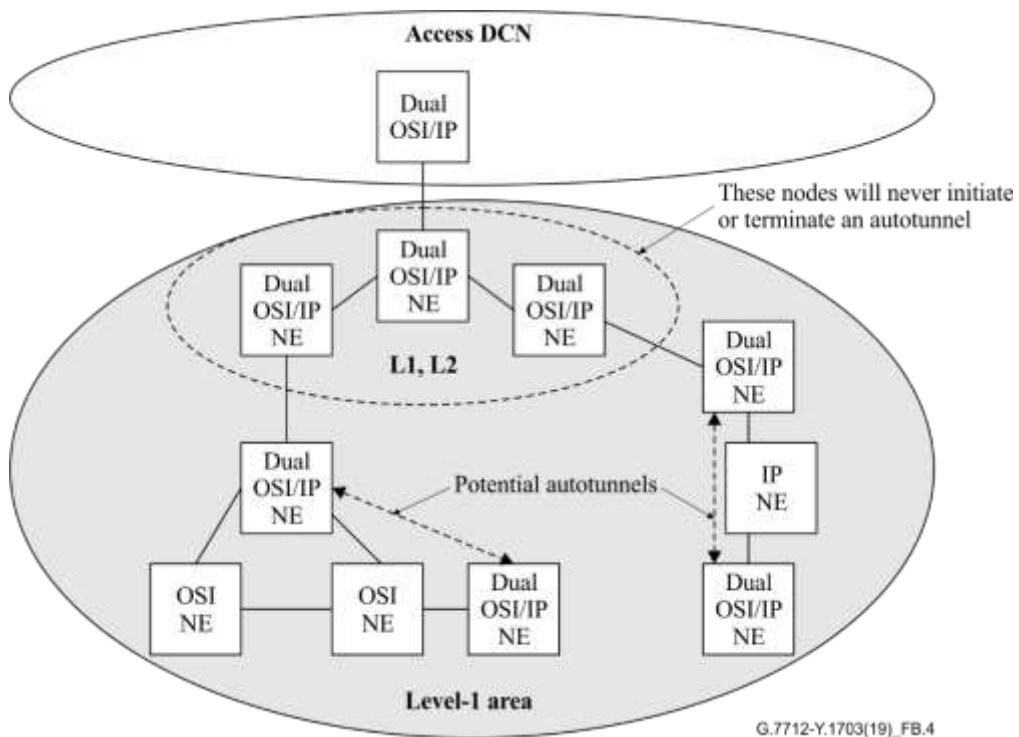 Access DCN
Dual
OSI/IP
These nodes will never initiate
or terminate an autotunnel
Dual
OSI/IP
NE
Dual
OSI/IP
NE
Dual
OSI/IP
NE
L1, L2
Dual
OSI/IP
NE
Dual
OSI/IP
NE
Potential autotunnels
IP
NE
OSI
NE
OSI
NE
Dual
OSI/IP
NE
Dual
OSI/IP
NE
Level-1 area
G.7712-Y.1703(19)_FB.4